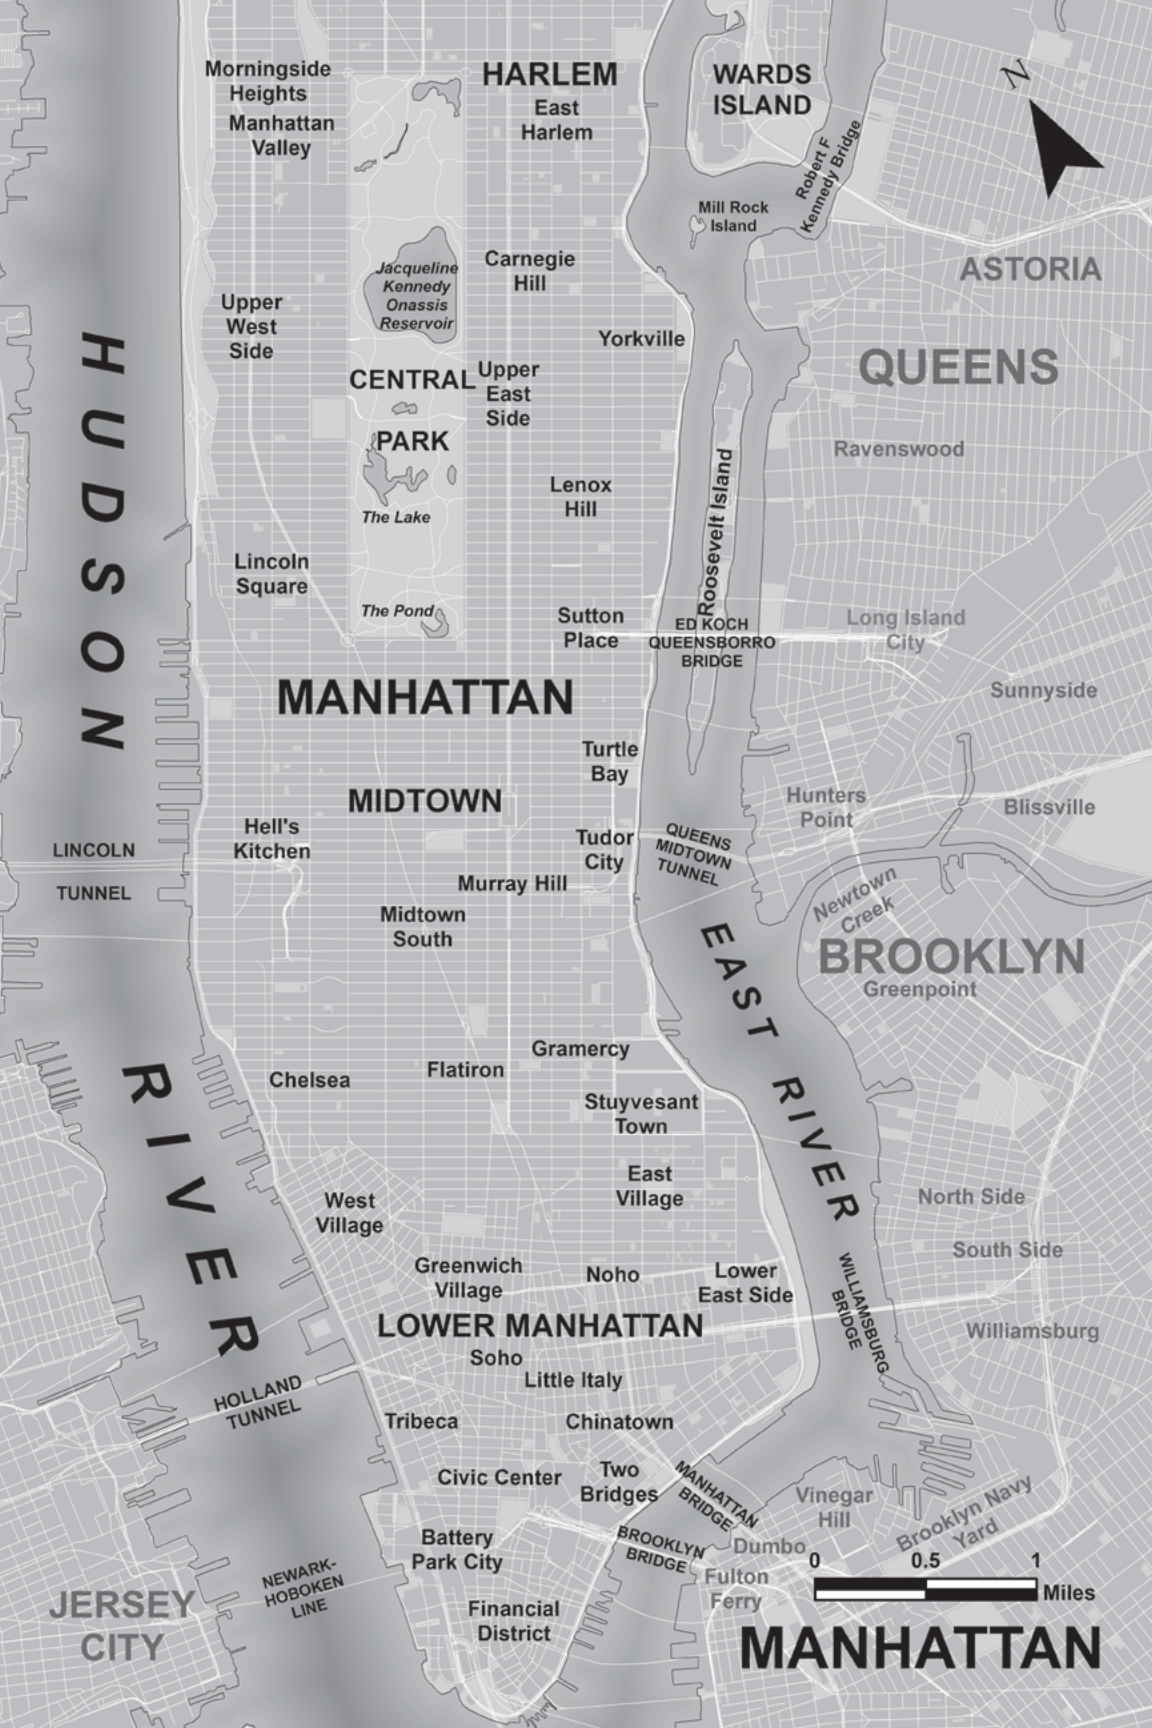 Morningside
Heights
Manhattan
Valley
HARLEM
East
Harlem
WARDS
ISLAND
N
Robert F
Kennedy Bridge
Mill Rock
Island
ASTORIA
Carnegie
Hill
Jacqueline
Kennedy
Onassis
Reservoir
Upper
West
Side
Yorkville
QUEENS
CENTRAL
PARK
Upper
East
Side
Ravenswood
HUDSON
RIVER
Lenox
Hill
The Lake
Roosevelt Island
Lincoln
Square
The Pond
Sutton
Place
ED KOCH
QUEENSBORRO
BRIDGE
Long Island
City
Sunnyside
MANHATTAN
Turtle
Bay
MIDTOWN
Hunters
Point
Blissville
Hell's
Kitchen
Tudor
City
QUEENS
MIDTOWN
TUNNEL
LINCOLN
TUNNEL
Murray Hill
Midtown
South
Newtown
Creek
BROOKLYN
Greenpoint
EAST RIVER
Gramercy
Flatiron
Chelsea
Stuyvesant
Town
East
Village
West
Village
North Side
South Side
Greenwich
Village
Noho
Lower
East Side
WILLIAMSBURG
BRIDGE
LOWER MANHATTAN
Williamsburg
Soho
Little Italy
HOLLAND
TUNNEL
Tribeca
Chinatown
Civic Center
Two
Bridges
MANHATTAN
BRIDGE
Vinegar
Hill
Brooklyn Navy
Yard
Battery
Park City
BROOKLYN
BRIDGE
Dumbo
Fulton
Ferry
0 0.5 1
Miles
NEWARK-
HOBOKEN
LINE
JERSEY
CITY
Financial
District
MANHATTAN